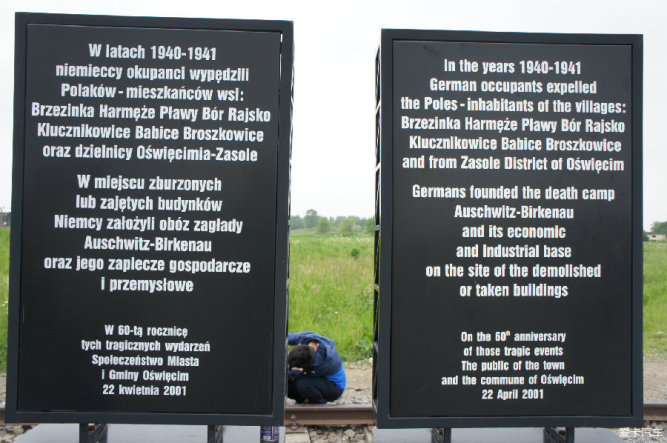 W latach 1940-1941
niemieccy okupanci wypędzili
Polaków - mieszkańców wsi:
Brzezinka Harmęże Pławy Bór Rajsko
Klucznikowice Babice Broszkowice
oraz dzielnicy Oświęcimia-Zasole
W miejscu zburzonych
lub zajętych budynków
Niemcy założyli obóz zagłady
Auschwitz-Birkenau
oraz jego zaplecze gospodarcze
i przemysłowe
W 60-tą rocznicę
tych tragicznych wydarzeń
Społeczeństwo Miasta
i Gminy Oświęcim
22 kwietnia 2001
In the years 1940-1941
German occupants expelled
the Poles - inhabitants of the villages:
Brzezinka Harmęże Pławy Bór Rajsko
Klucznikowice Babice Broszkowice
and from Zasole District of Oświęcim
Germans founded the death camp
Auschwitz-Birkenau
and its economic
and industrial base
on the site of the demolished
or taken buildings
On the 60th anniversary
of those tragic events
The public of the town
and the commune of Oświęcim
22 April 2001
爱卡汽车